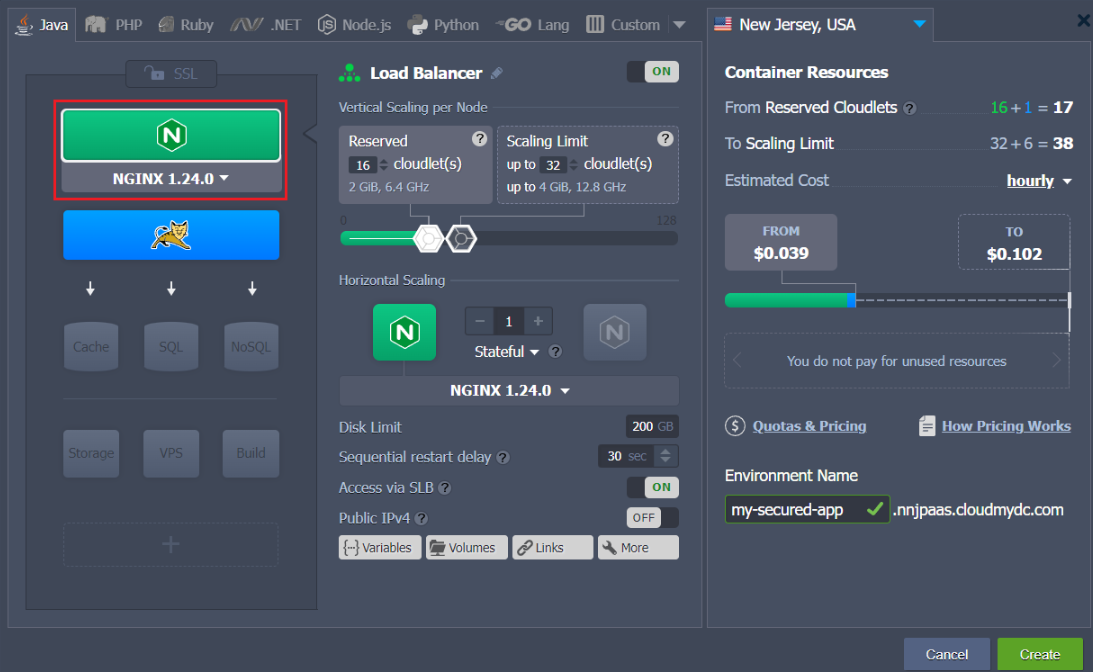 Java
PHP
Ruby
.NET
Node.js
Python
GO Lang
Custom
New Jersey, USA
SSL
N
NGINX 1.24.0
Cache
SQL
NoSQL
Storage
VPS
Build
+
Load Balancer
ON
Vertical Scaling per Node
Reserved ?
16 cloudlet(s)
2 GiB, 6.4 GHz
Scaling Limit ?
up to 32 cloudlet(s)
up to 4 GiB, 12.8 GHz
0
128
Horizontal Scaling
N
− 1 +
N
Stateful ?
NGINX 1.24.0
Disk Limit 200 GB
Sequential restart delay ? 30 sec
Access via SLB ? ON
Public IPv4 ? OFF
Variables
Volumes
Links
More
Container Resources
From Reserved Cloudlets ? 16 + 1 = 17
To Scaling Limit 32 + 6 = 38
Estimated Cost hourly
FROM
$0.039
TO
$0.102
You do not pay for unused resources
$ Quotas & Pricing
How Pricing Works
Environment Name
my-secured-app .nnjpaas.cloudmydc.com
Cancel
Create